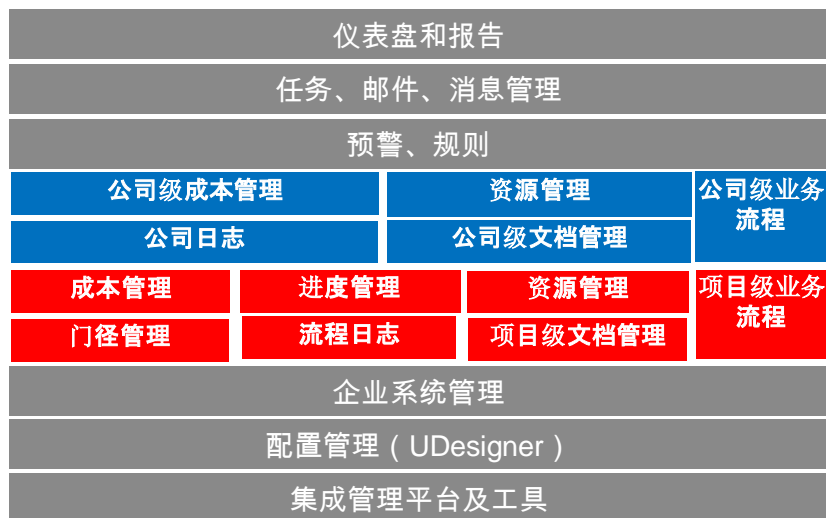 仪表盘和报告
任务、邮件、消息管理
预警、规则
公司级成本管理
资源管理
公司级业务
流程
公司日志
公司级文档管理
成本管理
进度管理
资源管理
项目级业务
流程
门径管理
流程日志
项目级文档管理
企业系统管理
配置管理（UDesigner）
集成管理平台及工具